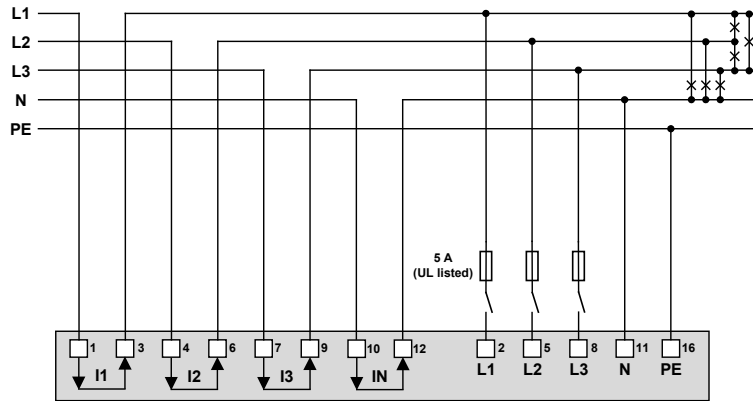 L1
L2
L3
N
PE
5 A
(UL listed)
1 3 4 6 7 9 10 12 2 5 8 11 16
I1 I2 I3 IN L1 L2 L3 N PE